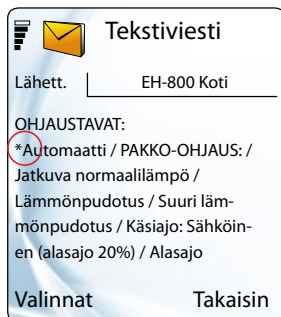 Tekstiviesti
Lähett. EH-800 Koti
OHJAUSTAVAT:
*Automaatti / PAKKO-OHJAUS: /
Jatkuva normaalilämpö /
Lämmönpudotus / Suuri läm-
mönpudotus / Käsiajo: Sähköin-
en (alasajo 20%) / Alasajo
Valinnat Takaisin